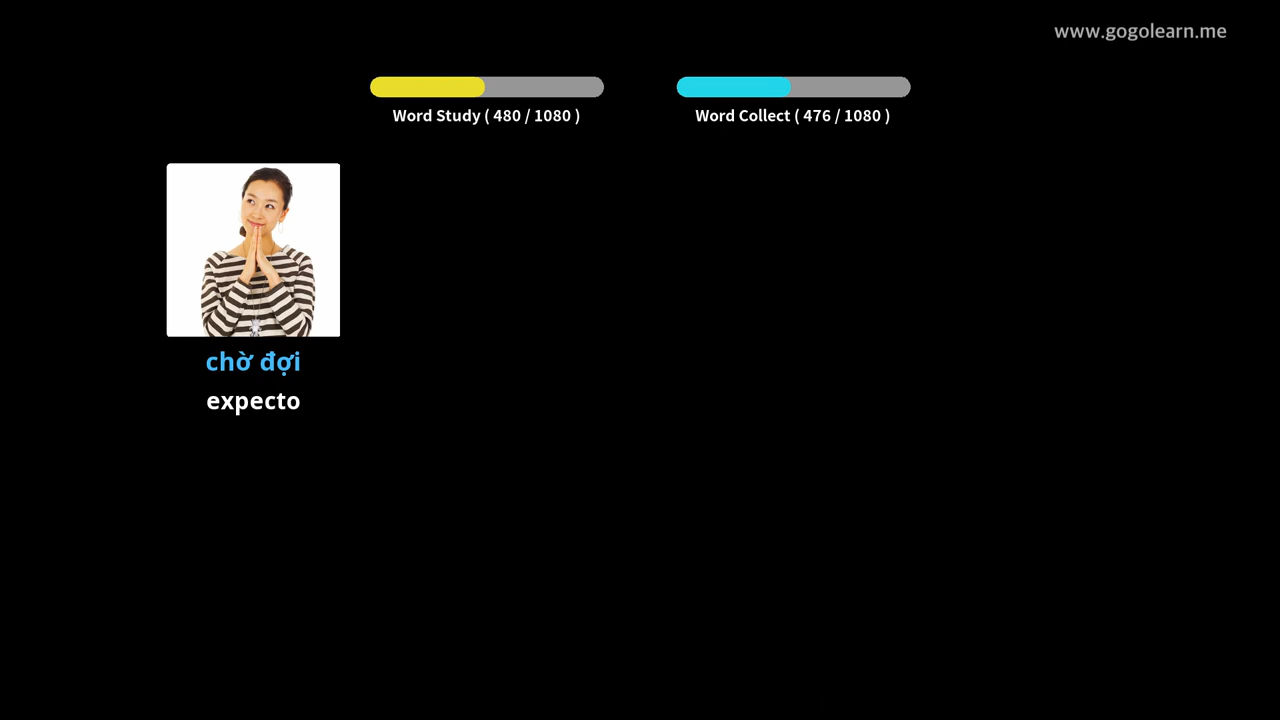 www.gogolearn.me
Word Study ( 480 / 1080 )
Word Collect ( 476 / 1080 )
chờ đợi
expecto